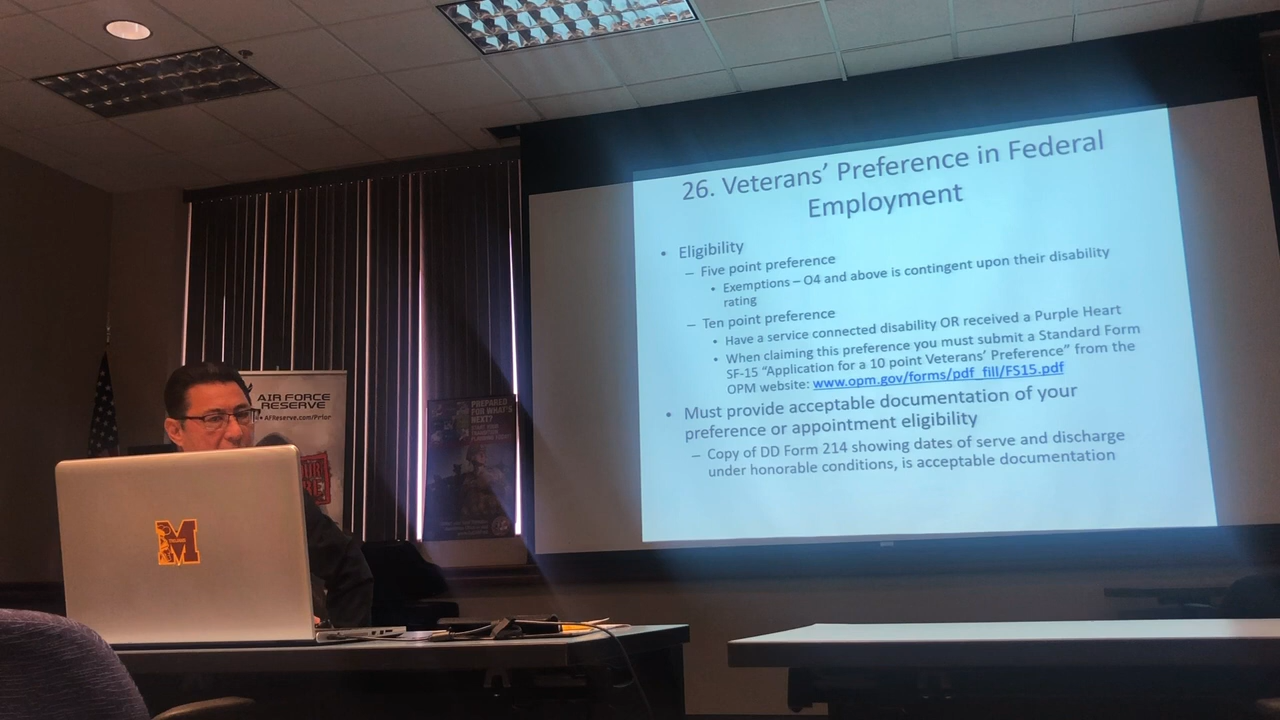 26. Veterans' Preference in Federal
Employment
• Eligibility
– Five point preference
• Exemptions – O4 and above is contingent upon their disability
rating
– Ten point preference
• Have a service connected disability OR received a Purple Heart
• When claiming this preference you must submit a Standard Form
SF-15 "Application for a 10 point Veterans' Preference" from the
OPM website: www.opm.gov/forms/pdf_fill/FS15.pdf
• Must provide acceptable documentation of your
preference or appointment eligibility
– Copy of DD Form 214 showing dates of serve and discharge
under honorable conditions, is acceptable documentation
AIR FORCE
RESERVE
AFReserve.com/Prior
PREPARED
FOR WHAT'S
NEXT?
M